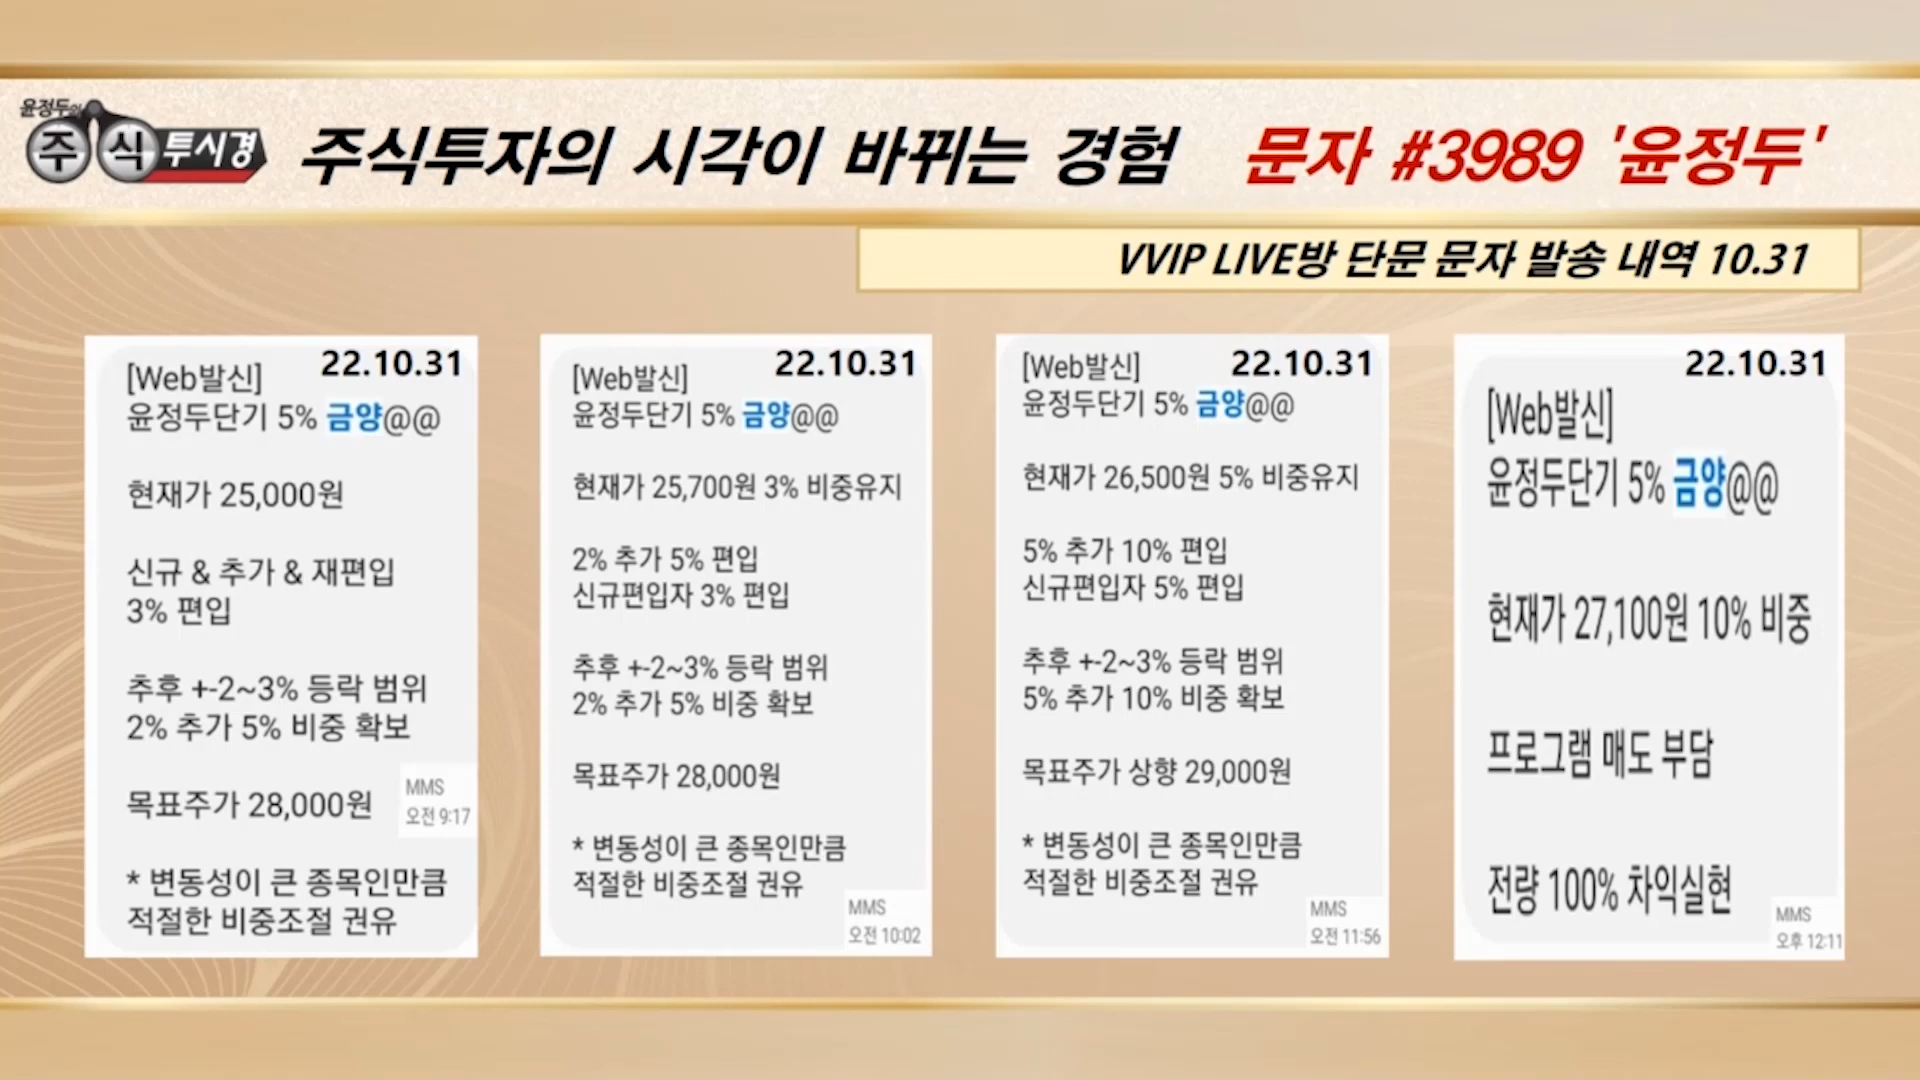 윤정두의
주식투시경
주식투자의 시각이 바뀌는 경험 문자 #3989 '윤정두'
VVIP LIVE방 단문 문자 발송 내역 10.31
22.10.31
[Web발신]
윤정두단기 5% 금양@@
현재가 25,000원
신규 & 추가 & 재편입
3% 편입
추후 +-2~3% 등락 범위
2% 추가 5% 비중 확보
목표주가 28,000원
* 변동성이 큰 종목인만큼
적절한 비중조절 권유
MMS
오전 9:17
22.10.31
[Web발신]
윤정두단기 5% 금양@@
현재가 25,700원 3% 비중유지
2% 추가 5% 편입
신규편입자 3% 편입
추후 +-2~3% 등락 범위
2% 추가 5% 비중 확보
목표주가 28,000원
* 변동성이 큰 종목인만큼
적절한 비중조절 권유
MMS
오전 10:02
22.10.31
[Web발신]
윤정두단기 5% 금양@@
현재가 26,500원 5% 비중유지
5% 추가 10% 편입
신규편입자 5% 편입
추후 +-2~3% 등락 범위
5% 추가 10% 비중 확보
목표주가 상향 29,000원
* 변동성이 큰 종목인만큼
적절한 비중조절 권유
MMS
오전 11:56
22.10.31
[Web발신]
윤정두단기 5% 금양@@
현재가 27,100원 10% 비중
프로그램 매도 부담
전량 100% 차익실현
MMS
오후 12:11